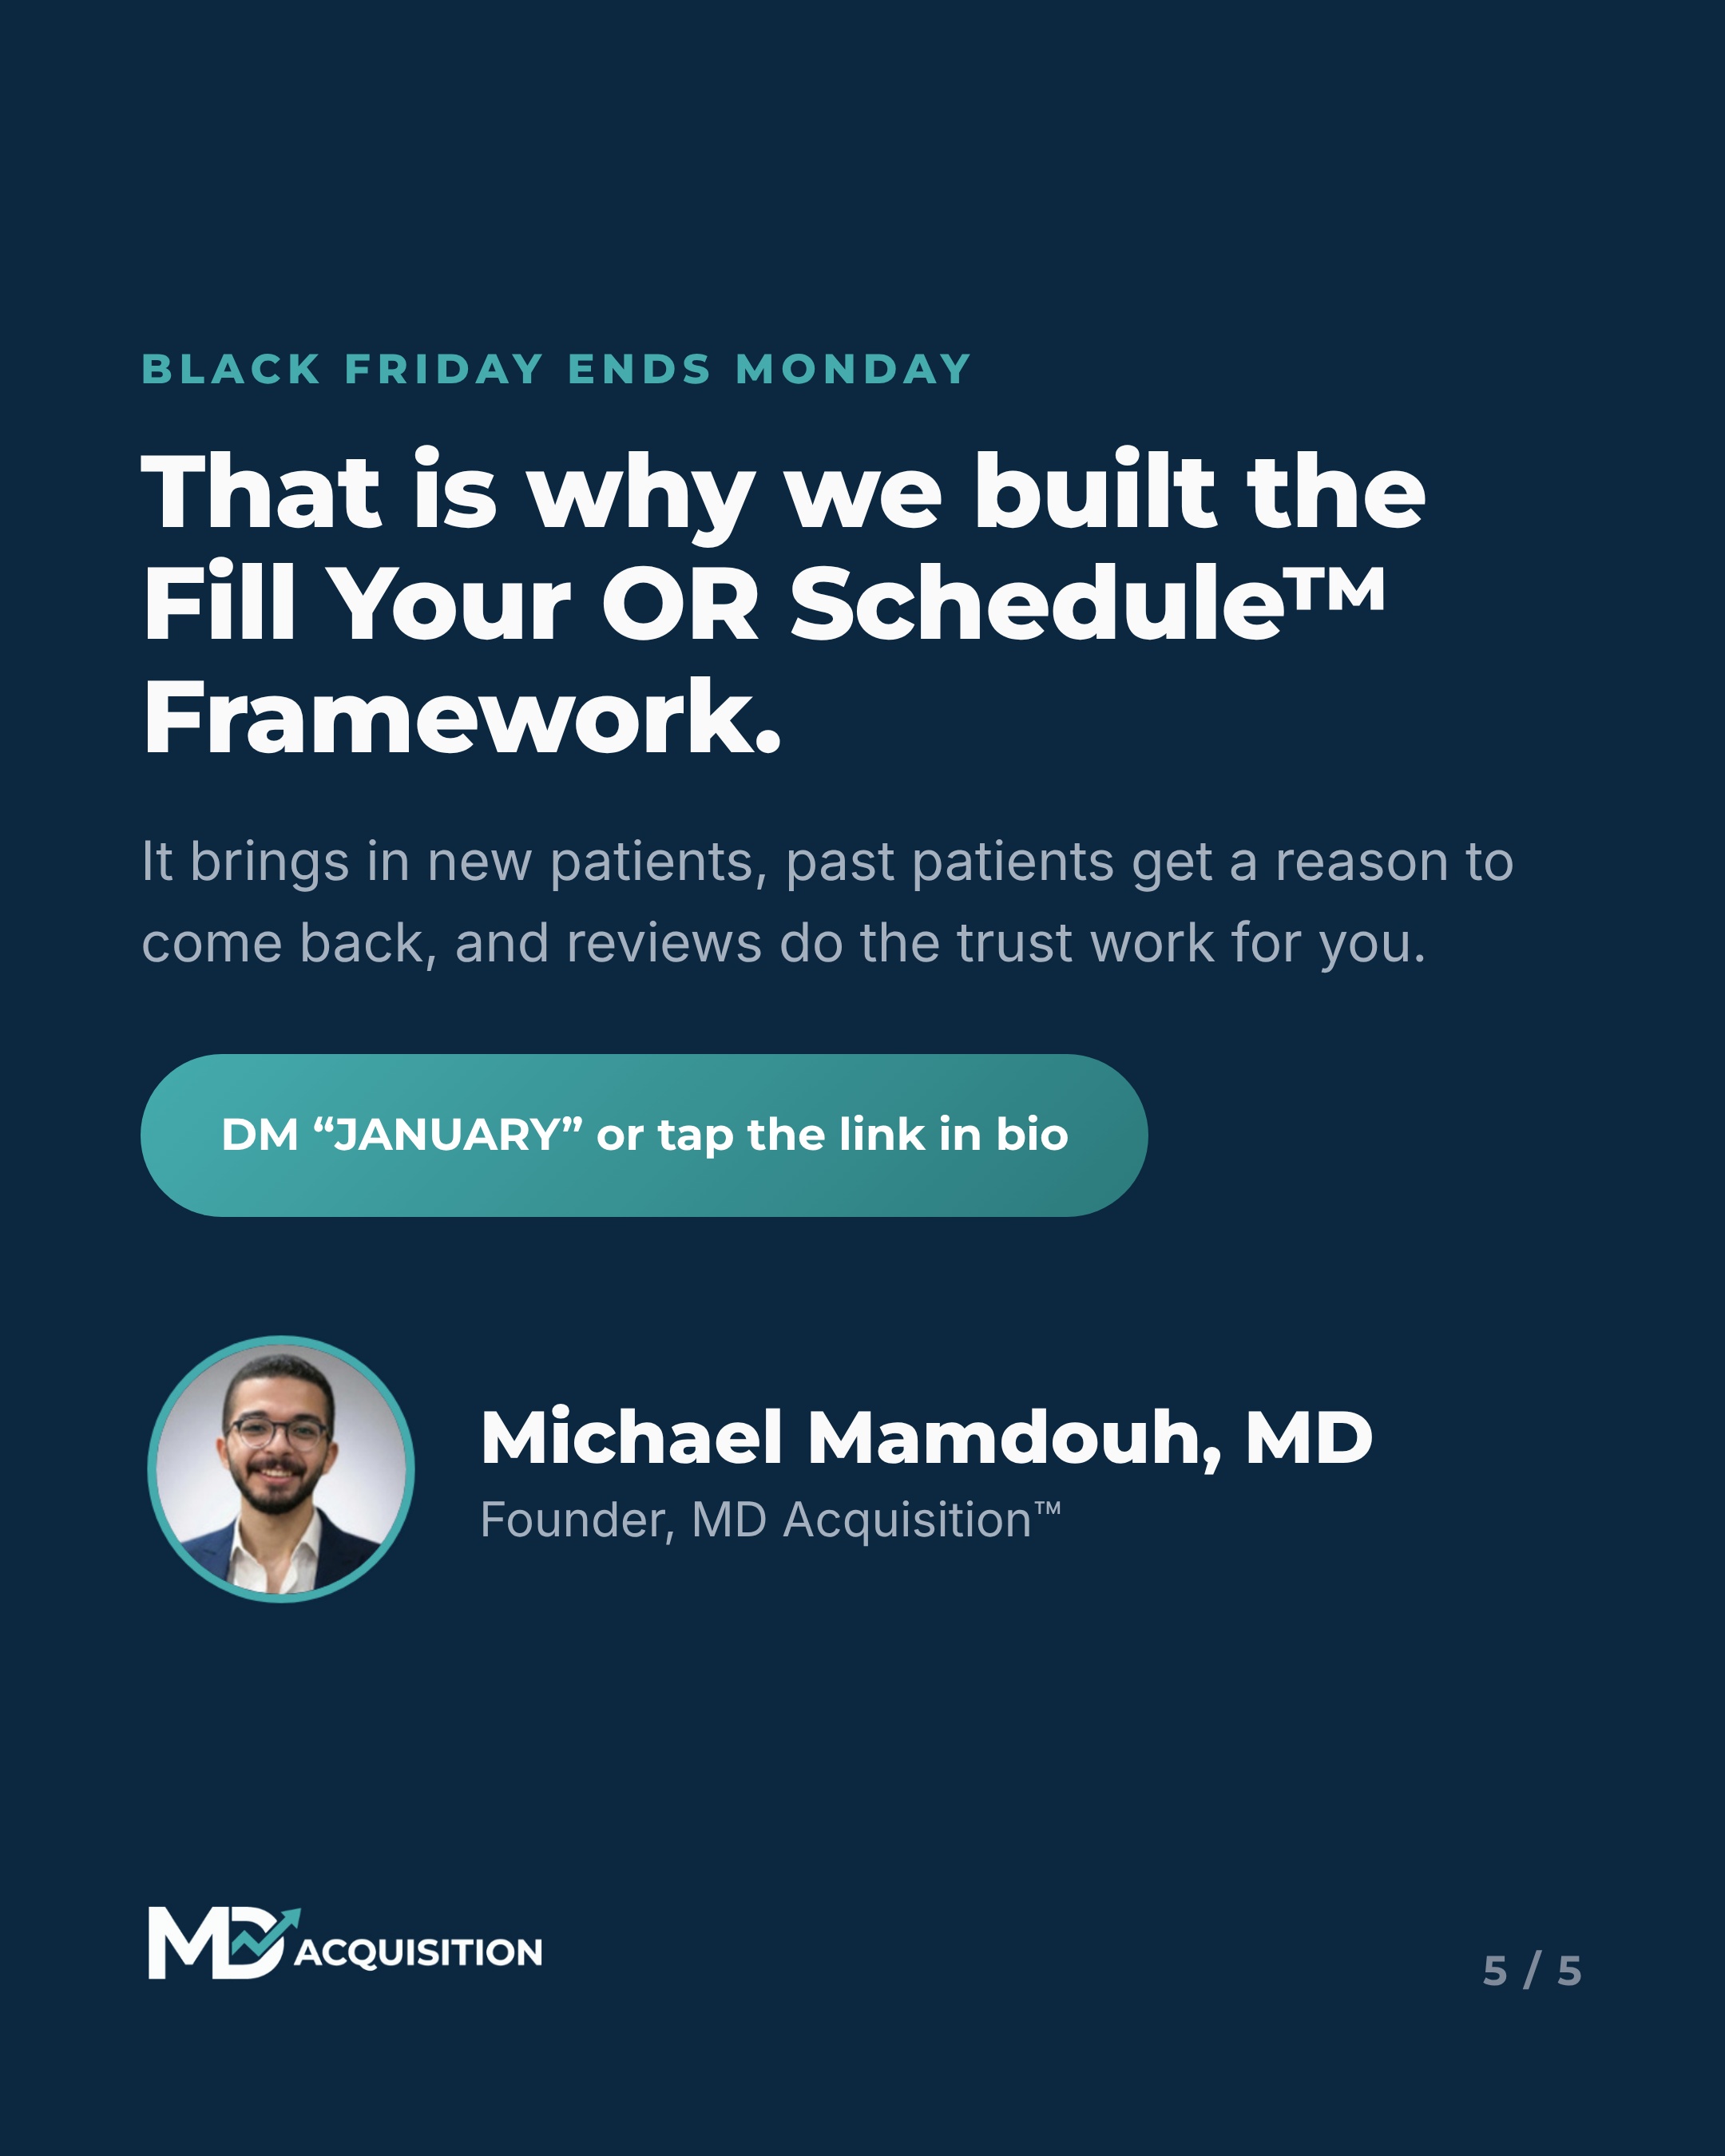 BLACK FRIDAY ENDS MONDAY
That is why we built the
Fill Your OR Schedule™
Framework.
It brings in new patients, past patients get a reason to
come back, and reviews do the trust work for you.
DM “JANUARY” or tap the link in bio
Michael Mamdouh, MD
Founder, MD Acquisition™
MD ACQUISITION
5 / 5